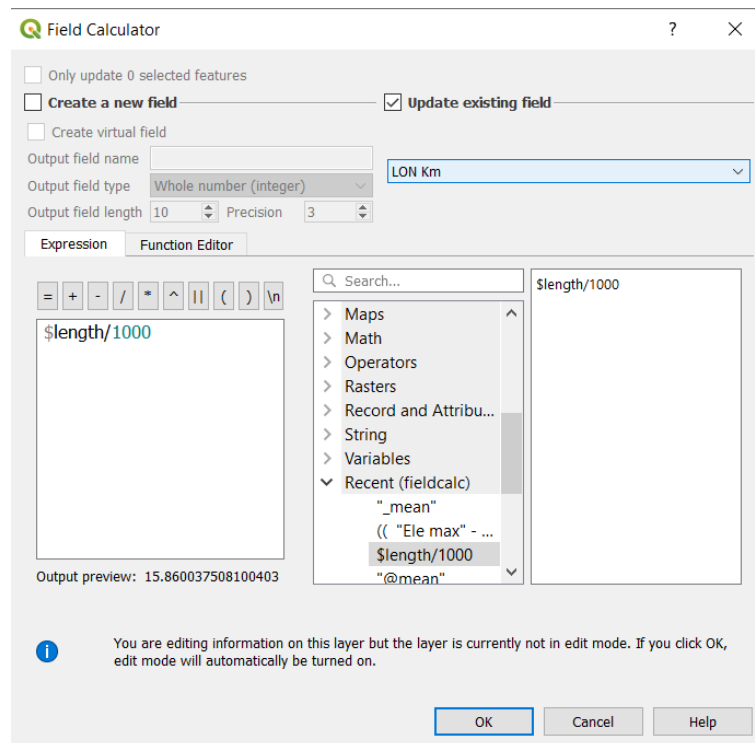 Field Calculator
? ×
Only update 0 selected features
Create a new field
Update existing field
Create virtual field
Output field name
LON Km
Output field type Whole number (integer)
Output field length 10 Precision 3
Expression Function Editor
= + - / * ^ || ( ) \n
Search...
$length/1000
$length/1000
Maps
Math
Operators
Rasters
Record and Attribu...
String
Variables
Recent (fieldcalc)
"_mean"
(( "Ele max" - ...
$length/1000
"@mean"
Output preview: 15.860037508100403
You are editing information on this layer but the layer is currently not in edit mode. If you click OK,
edit mode will automatically be turned on.
OK Cancel Help